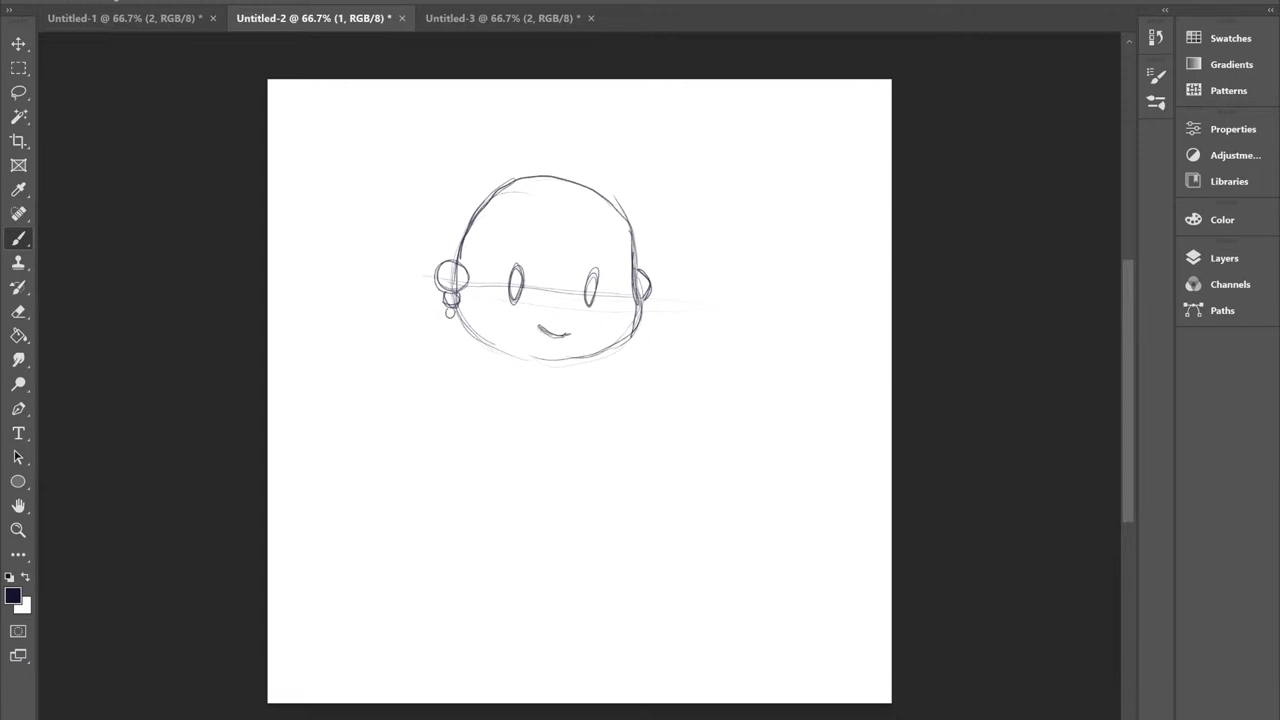 Untitled-1 @ 66.7% (2, RGB/8) *
Untitled-2 @ 66.7% (1, RGB/8) *
Untitled-3 @ 66.7% (2, RGB/8) *
Swatches
Gradients
Patterns
Properties
Adjustme...
Libraries
Color
Layers
Channels
Paths